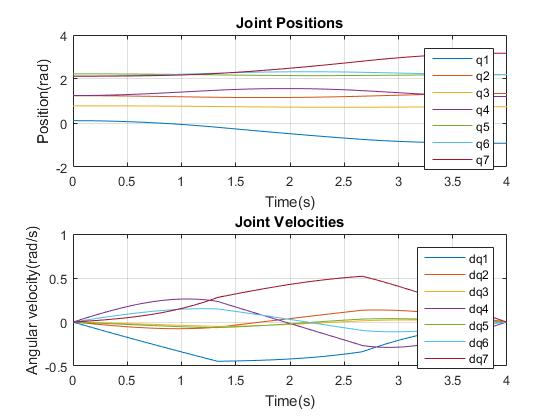 Joint Positions
Position(rad)
4
2
0
-2
q1
q2
q3
q4
q5
q6
q7
0 0.5 1 1.5 2 2.5 3 3.5 4
Time(s)
Joint Velocities
Angular velocity(rad/s)
1
0.5
0
-0.5
dq1
dq2
dq3
dq4
dq5
dq6
dq7
0 0.5 1 1.5 2 2.5 3 3.5 4
Time(s)